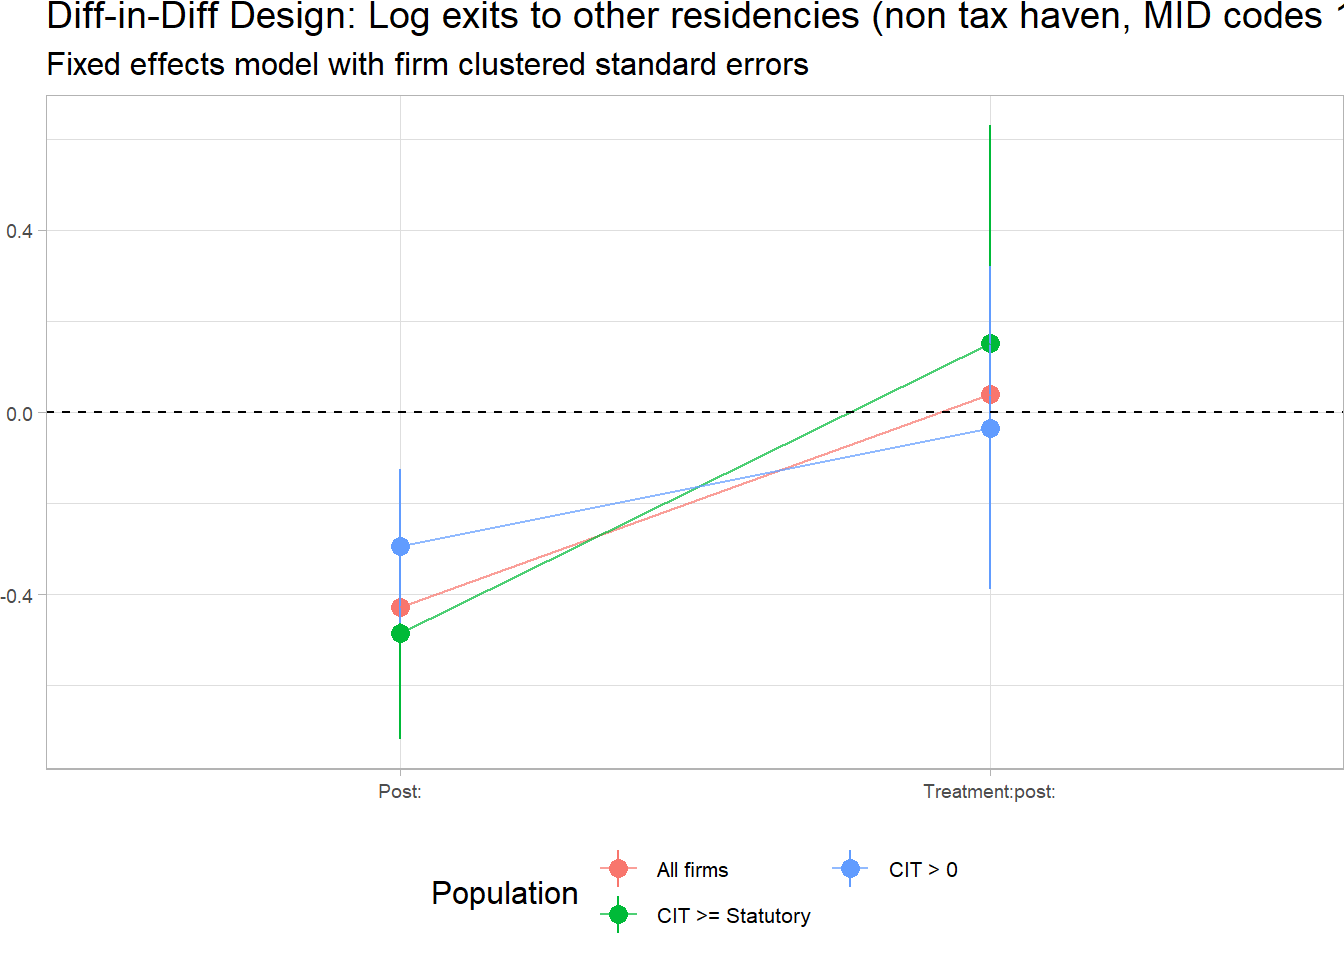 Diff-in-Diff Design: Log exits to other residencies (non tax haven, MID codes 1
Fixed effects model with firm clustered standard errors
0.4
0.0
-0.4
Post:
Treatment:post:
Population
All firms
CIT > 0
CIT >= Statutory